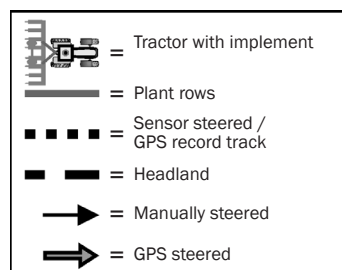 = Tractor with implement
= Plant rows
= Sensor steered /
GPS record track
= Headland
= Manually steered
= GPS steered